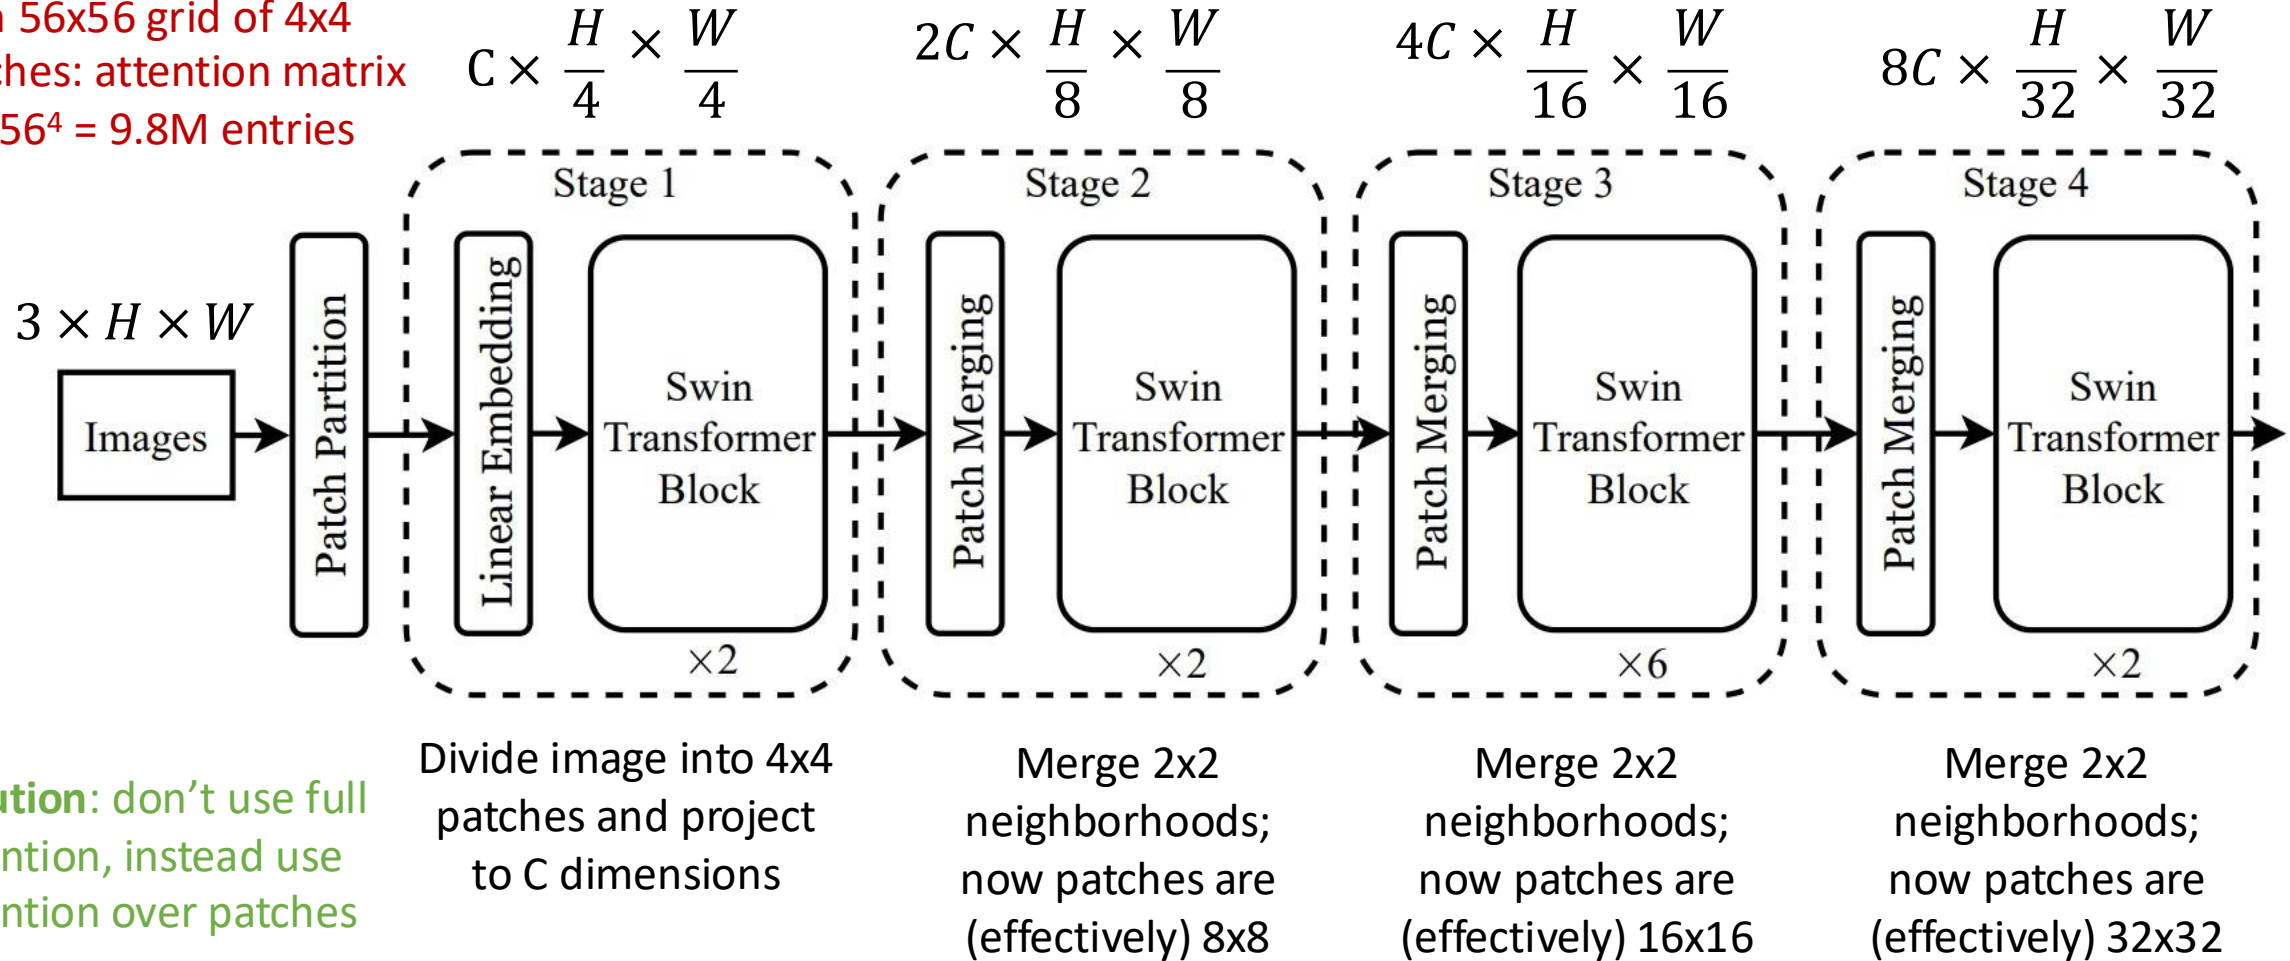 56x56 grid of 4x4
attention matrix
56⁴ = 9.8M entries
C × H/4 × W/4
2C × H/8 × W/8
4C × H/16 × W/16
8C × H/32 × W/32
3 × H × W
Images
Patch Partition
Stage 1
Linear Embedding
Swin
Transformer
Block
×2
Stage 2
Patch Merging
Swin
Transformer
Block
×2
Stage 3
Patch Merging
Swin
Transformer
Block
×6
Stage 4
Patch Merging
Swin
Transformer
Block
×2
don’t use full
instead use
over patches
Divide image into 4x4
patches and project
to C dimensions
Merge 2x2
neighborhoods;
now patches are
(effectively) 8x8
Merge 2x2
neighborhoods;
now patches are
(effectively) 16x16
Merge 2x2
neighborhoods;
now patches are
(effectively) 32x32